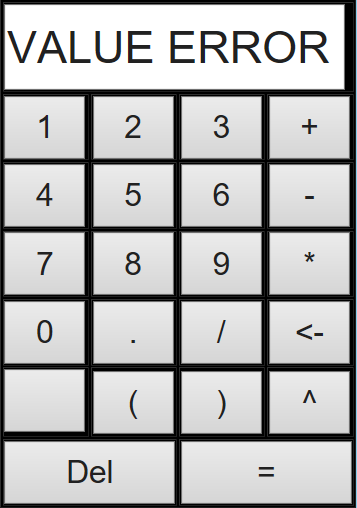 VALUE ERROR
1 2 3 +
4 5 6 -
7 8 9 *
0 . / <-
( ) ^
Del =